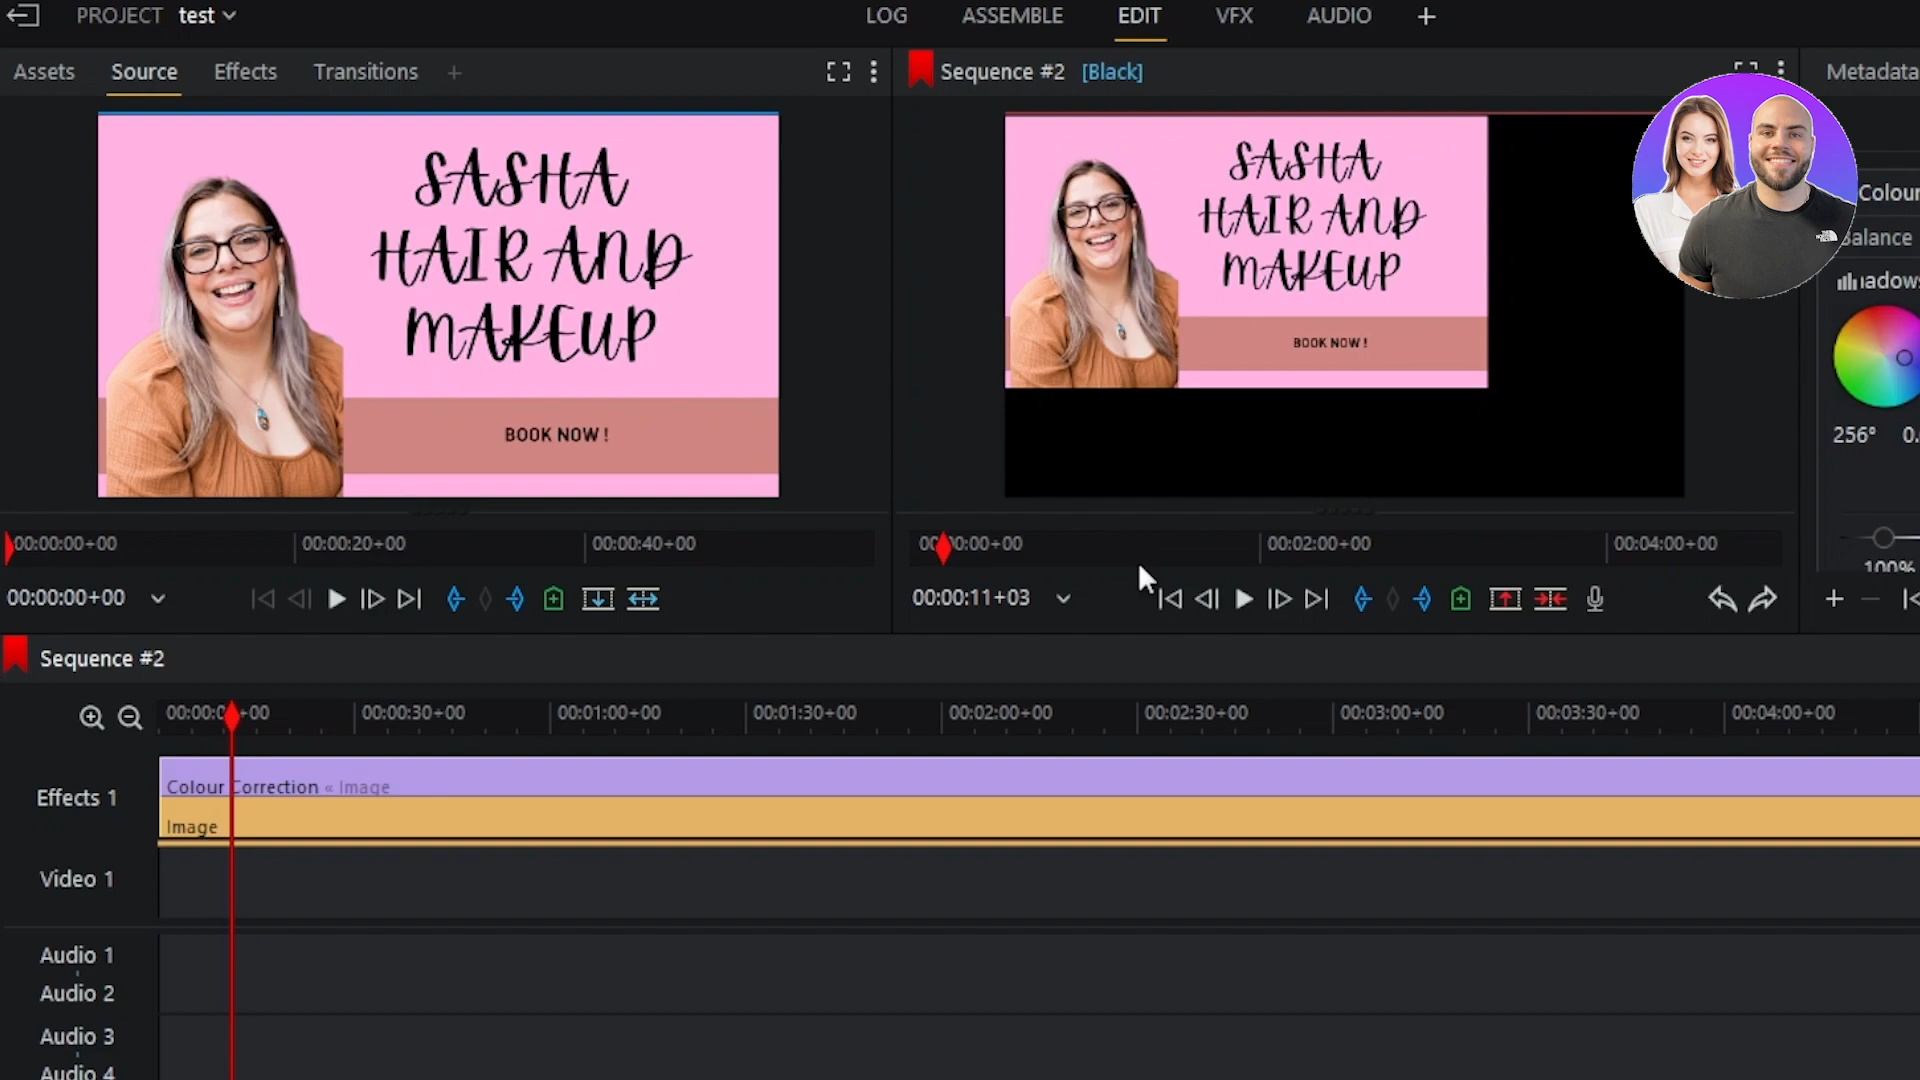 PROJECT test
LOG ASSEMBLE EDIT VFX AUDIO
Assets Source Effects Transitions
Sequence #2 [Black]
Metadata
SASHA
HAIR AND
MAKEUP
BOOK NOW !
SASHA
HAIR AND
MAKEUP
BOOK NOW !
Colour
Balance
adows
256° 0.
100%
00:00:00+00 00:00:20+00 00:00:40+00
00:00:00+00 00:02:00+00 00:04:00+00
00:00:00+00
00:00:11+03
Sequence #2
00:00:0 +00 00:00:30+00 00:01:00+00 00:01:30+00 00:02:00+00 00:02:30+00 00:03:00+00 00:03:30+00 00:04:00+00
Effects 1
Colour Correction « Image
Image
Video 1
Audio 1
Audio 2
Audio 3
Audio 4